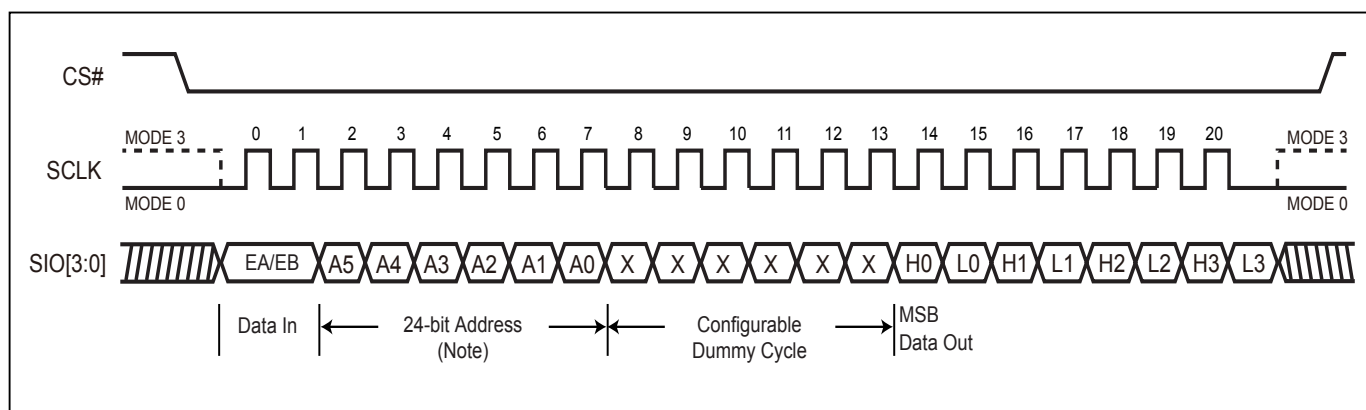 CS#
MODE 3 0 1 2 3 4 5 6 7 8 9 10 11 12 13 14 15 16 17 18 19 20 MODE 3
SCLK
MODE 0 MODE 0
SIO[3:0] EA/EB A5 A4 A3 A2 A1 A0 X X X X X X H0 L0 H1 L1 H2 L2 H3 L3
Data In 24-bit Address Configurable MSB
(Note) Dummy Cycle Data Out